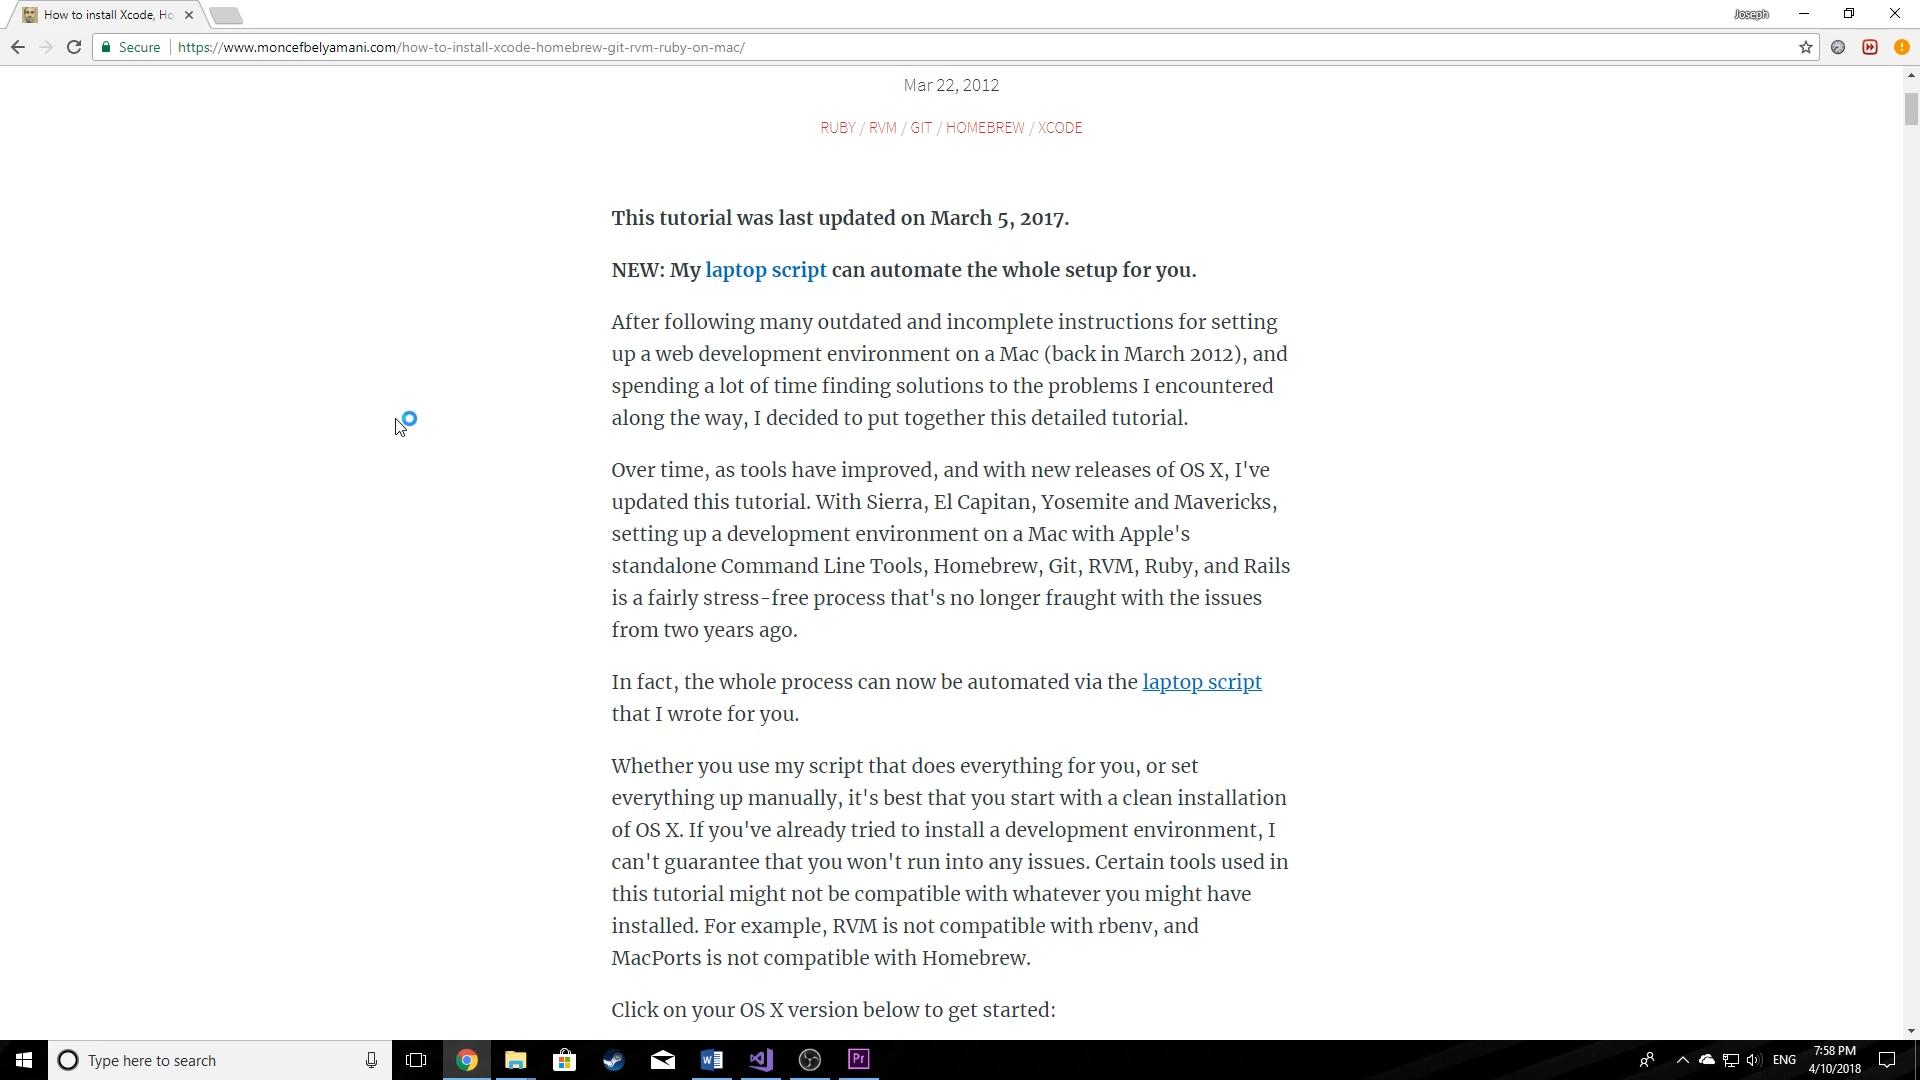 How to install Xcode, Ho
Joseph
Secure
https://www.moncefbelyamani.com/how-to-install-xcode-homebrew-git-rvm-ruby-on-mac/
Mar 22, 2012
RUBY / RVM / GIT / HOMEBREW / XCODE
This tutorial was last updated on March 5, 2017.
NEW: My laptop script can automate the whole setup for you.
After following many outdated and incomplete instructions for setting
up a web development environment on a Mac (back in March 2012), and
spending a lot of time finding solutions to the problems I encountered
along the way, I decided to put together this detailed tutorial.
Over time, as tools have improved, and with new releases of OS X, I've
updated this tutorial. With Sierra, El Capitan, Yosemite and Mavericks,
setting up a development environment on a Mac with Apple's
standalone Command Line Tools, Homebrew, Git, RVM, Ruby, and Rails
is a fairly stress-free process that's no longer fraught with the issues
from two years ago.
In fact, the whole process can now be automated via the laptop script
that I wrote for you.
Whether you use my script that does everything for you, or set
everything up manually, it's best that you start with a clean installation
of OS X. If you've already tried to install a development environment, I
can't guarantee that you won't run into any issues. Certain tools used in
this tutorial might not be compatible with whatever you might have
installed. For example, RVM is not compatible with rbenv, and
MacPorts is not compatible with Homebrew.
Click on your OS X version below to get started:
Type here to search
Pr
ENG
7:58 PM
4/10/2018